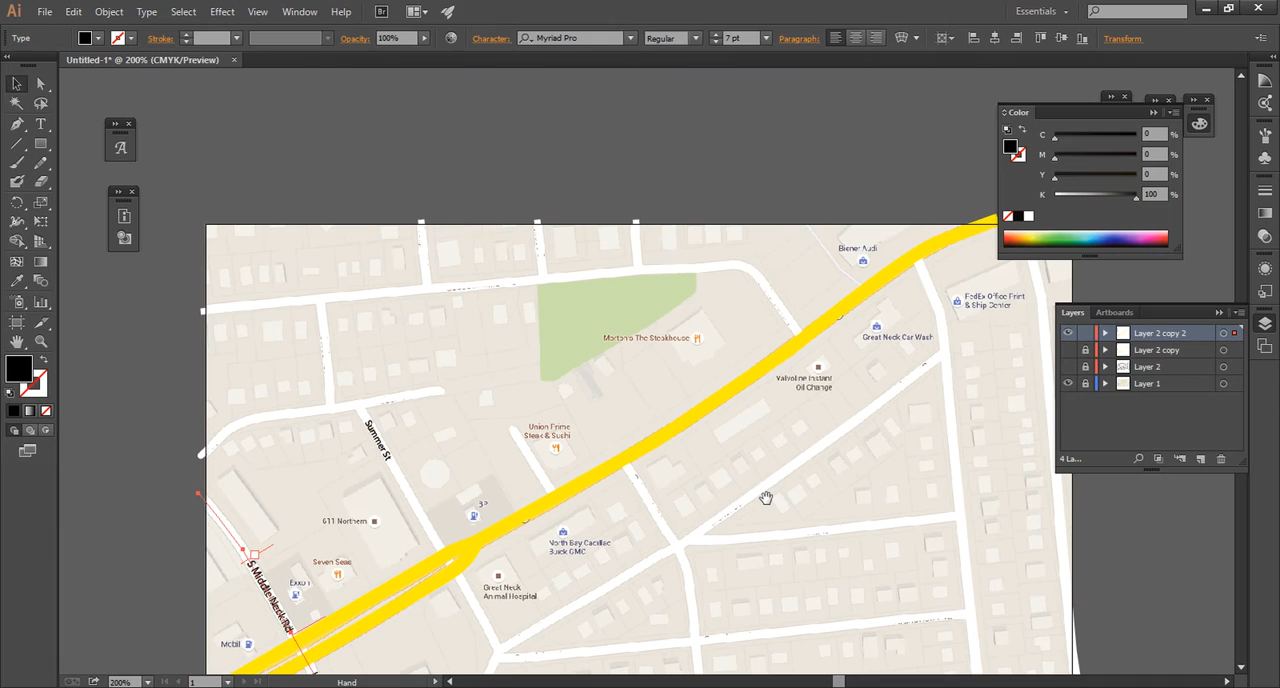 Ai File Edit Object Type Select Effect View Window Help Br Essentials
Type Stroke: Opacity: 100% Character: Myriad Pro Regular 7 pt Paragraph: Transform
Untitled-1* @ 200% (CMYK/Preview)
Color
C 0 %
M 0 %
Y 0 %
K 100 %
Layers Artboards
Layer 2 copy 2
Layer 2 copy
Layer 2
Layer 1
4 La...
Biener Audi
FedEx Office Print
& Ship Center
Great Neck Car Wash
Morton's The Steakhouse
Valvoline Instant
Oil Change
Summer St
Union Prime
Steak & Sushi
611 Northern
North Bay Cadillac
Buick GMC
Seven Seas
Exxon
Great Neck
Animal Hospital
S Middle Neck Rd
Mobil
200% 1 Hand